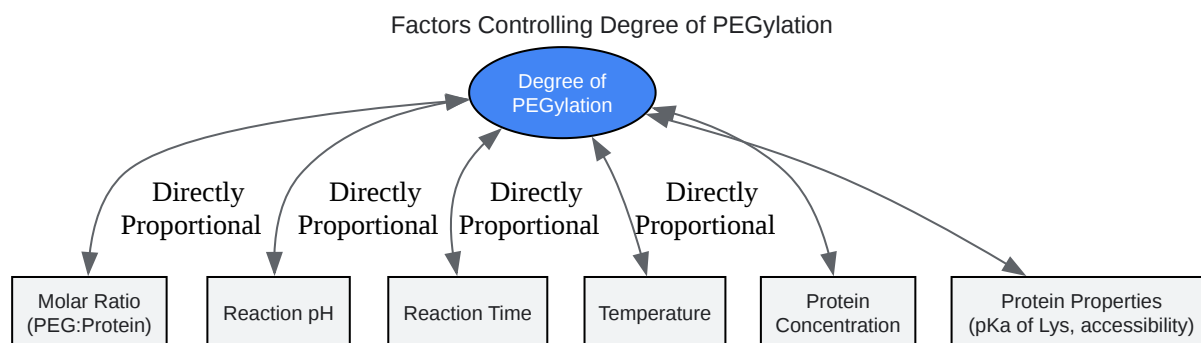 Factors Controlling Degree of PEGylation
Degree of
PEGylation
Directly
Proportional
Directly
Proportional
Directly
Proportional
Directly
Proportional
Molar Ratio
(PEG:Protein)
Reaction pH
Reaction Time
Temperature
Protein
Concentration
Protein Properties
(pKa of Lys, accessibility)